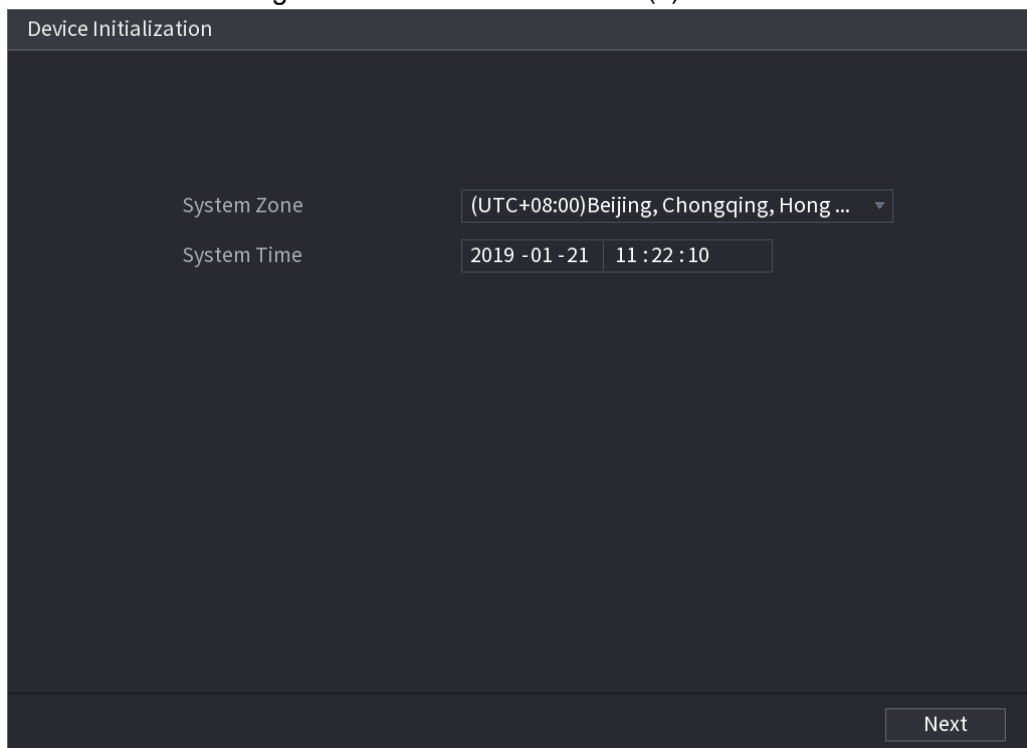 Device Initialization
System Zone (UTC+08:00)Beijing, Chongqing, Hong ...
System Time 2019 -01 -21 11 :22 :10
Next